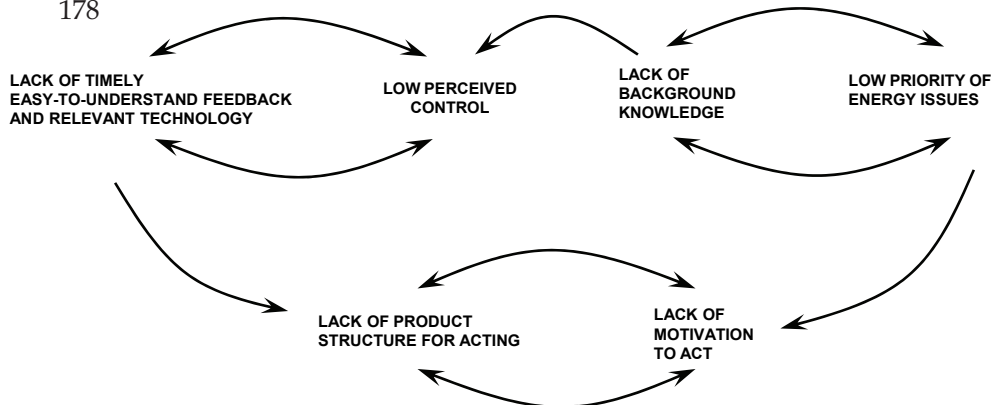 178
LACK OF TIMELY
EASY-TO-UNDERSTAND FEEDBACK
AND RELEVANT TECHNOLOGY
LOW PERCEIVED
CONTROL
LACK OF
BACKGROUND
KNOWLEDGE
LOW PRIORITY OF
ENERGY ISSUES
LACK OF PRODUCT
STRUCTURE FOR ACTING
LACK OF
MOTIVATION
TO ACT